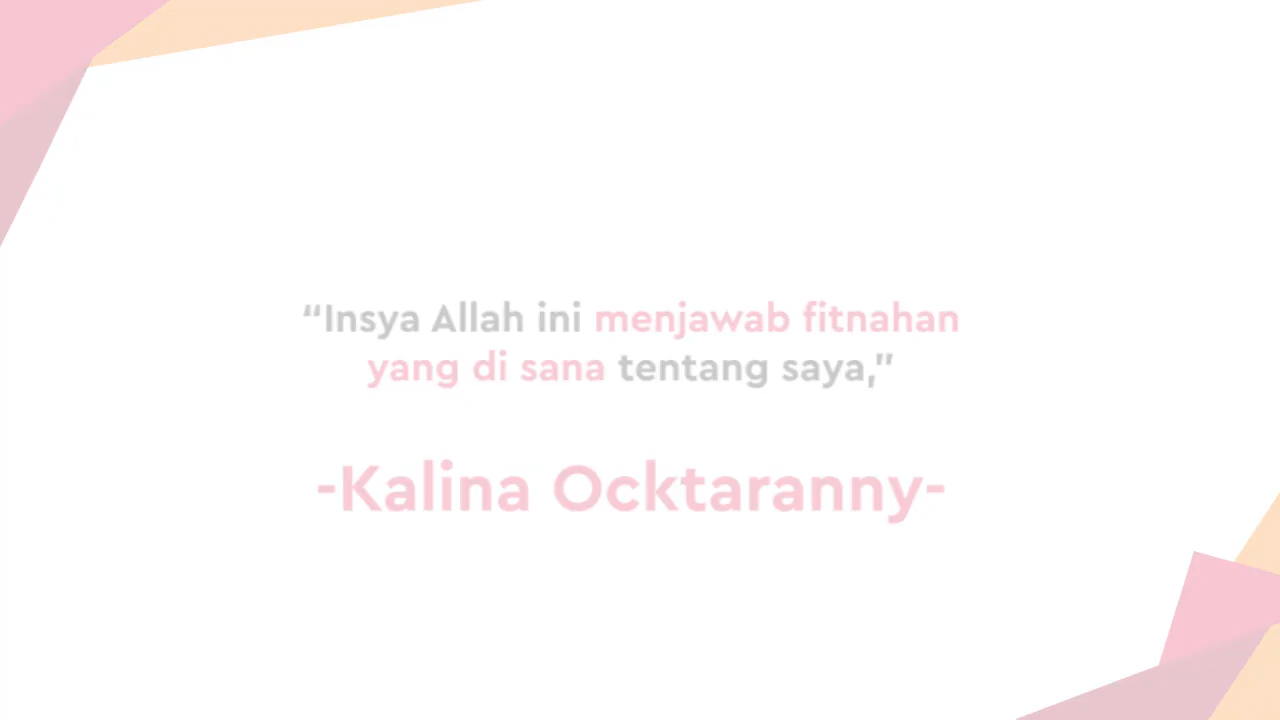 “Insya Allah ini menjawab fitnahan
yang di sana tentang saya,”
-Kalina Ocktaranny-